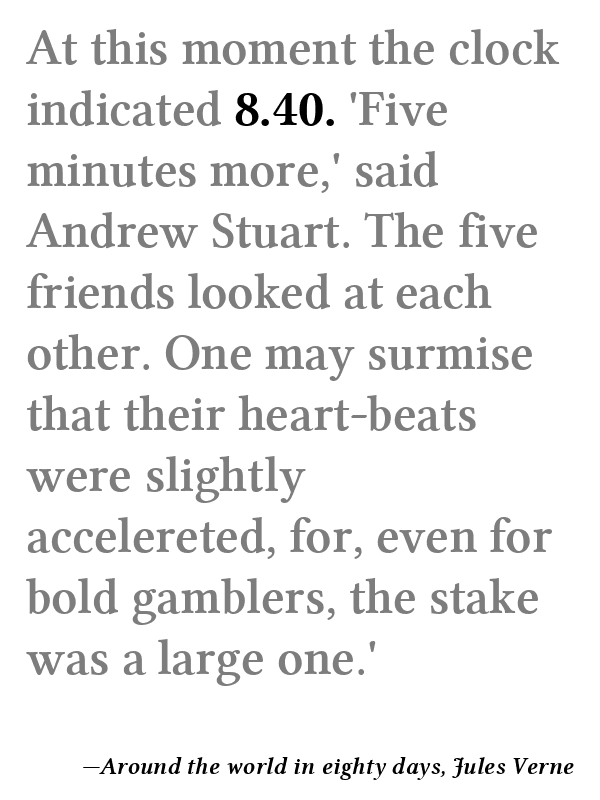 At this moment the clock
indicated 8.40. 'Five
minutes more,' said
Andrew Stuart. The five
friends looked at each
other. One may surmise
that their heart-beats
were slightly
accelereted, for, even for
bold gamblers, the stake
was a large one.'
—Around the world in eighty days, Jules Verne